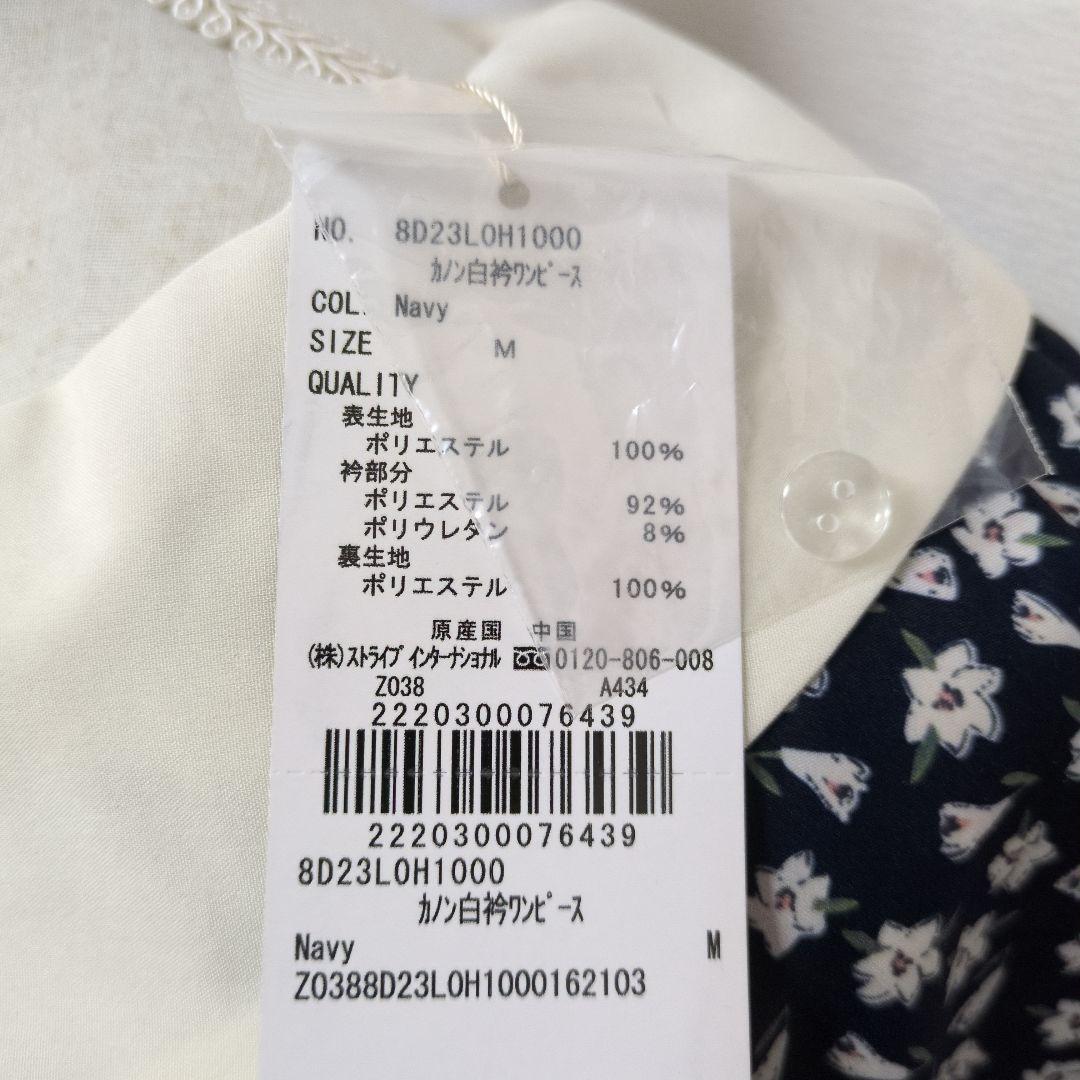 NO. 8D23L0H1000
ｶﾉﾝ白衿ﾜﾝﾋﾟｰｽ
COL. Navy
SIZE M
QUALITY
表生地
ポリエステル 100%
衿部分
ポリエステル 92%
ポリウレタン 8%
裏生地
ポリエステル 100%
原産国 中国
(株)ｽﾄﾗｲﾌﾟ ｲﾝﾀｰﾅｼｮﾅﾙ 0120-806-008
Z038 A434
2220300076439
2220300076439
8D23L0H1000
ｶﾉﾝ白衿ﾜﾝﾋﾟｰｽ
Navy M
Z0388D23L0H1000162103